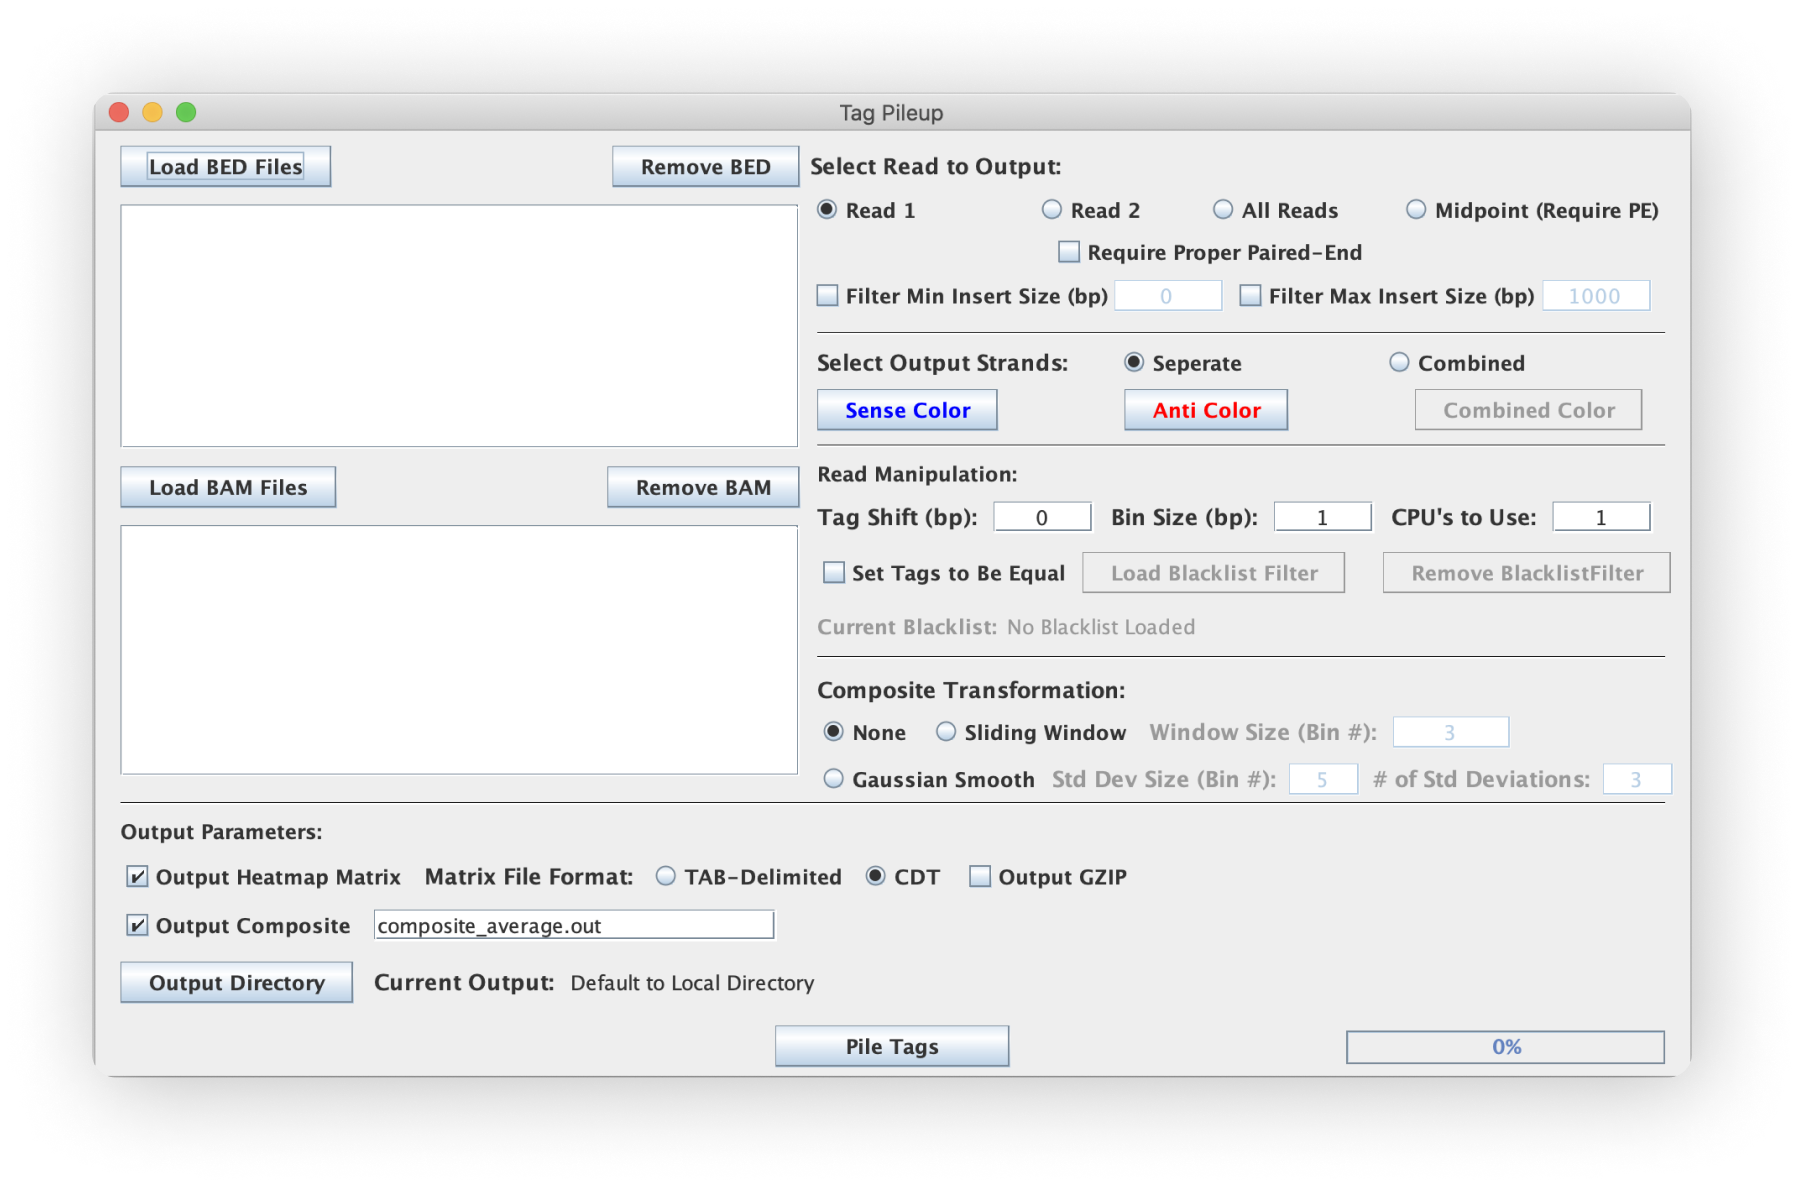 Tag Pileup
Load BED Files Remove BED
Select Read to Output:
Read 1 Read 2 All Reads Midpoint (Require PE)
Require Proper Paired-End
Filter Min Insert Size (bp) 0 Filter Max Insert Size (bp) 1000
Select Output Strands: Seperate Combined
Sense Color Anti Color Combined Color
Load BAM Files Remove BAM
Read Manipulation:
Tag Shift (bp): 0 Bin Size (bp): 1 CPU's to Use: 1
Set Tags to Be Equal Load Blacklist Filter Remove BlacklistFilter
Current Blacklist: No Blacklist Loaded
Composite Transformation:
None Sliding Window Window Size (Bin #): 3
Gaussian Smooth Std Dev Size (Bin #): 5 # of Std Deviations: 3
Output Parameters:
Output Heatmap Matrix Matrix File Format: TAB-Delimited CDT Output GZIP
Output Composite composite_average.out
Output Directory Current Output: Default to Local Directory
Pile Tags 0%